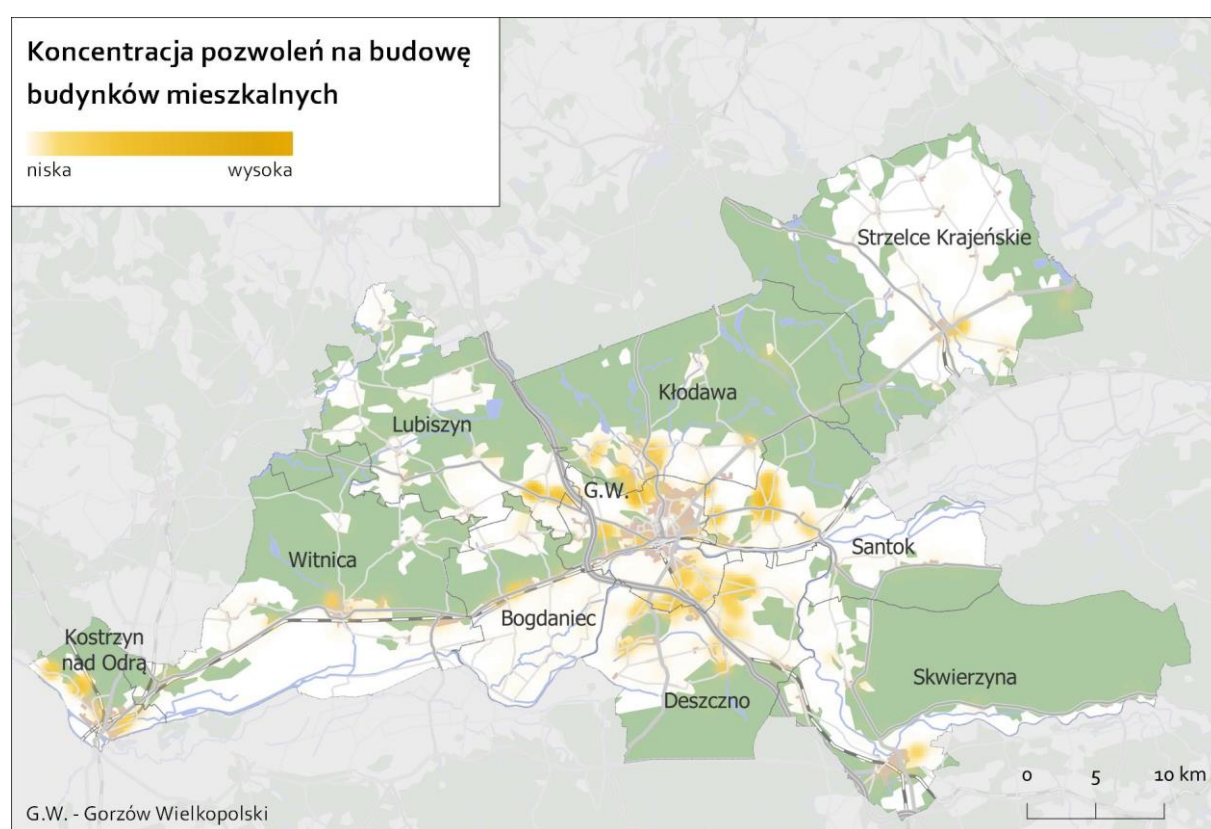 Koncentracja pozwoleń na budowę
budynków mieszkalnych
niska wysoka
Strzelce Krajeńskie
Kłodawa
Lubiszyn
G.W.
Santok
Witnica
Bogdaniec
Kostrzyn
nad Odrą
Skwierzyna
Deszczno
0 5 10 km
G.W. - Gorzów Wielkopolski